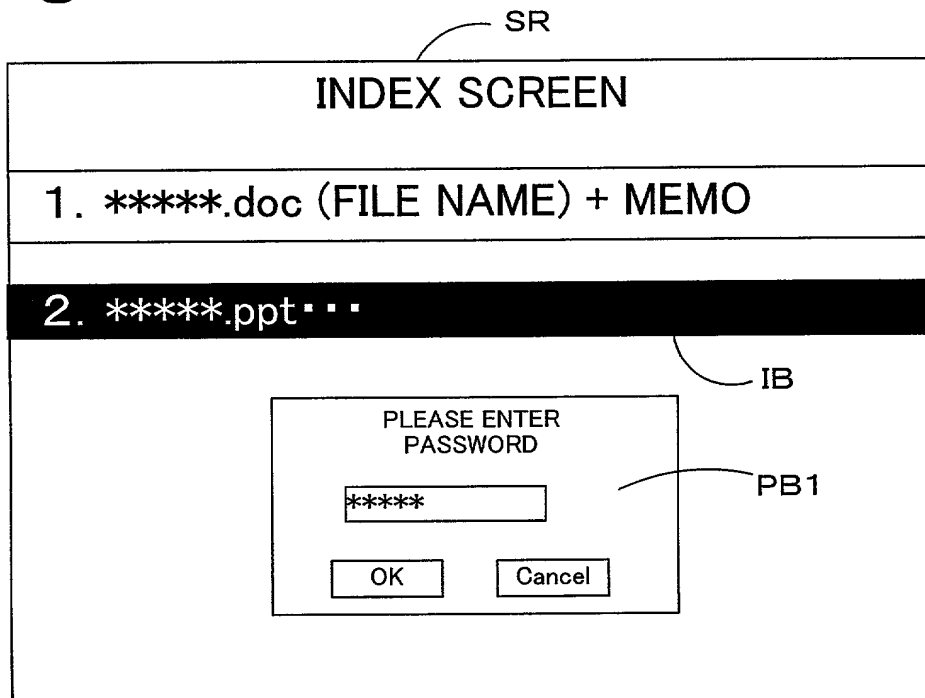 SR
INDEX SCREEN
1. *****.doc (FILE NAME) + MEMO
2. *****.ppt･･･
IB
PLEASE ENTER
PASSWORD
PB1
*****
OK Cancel